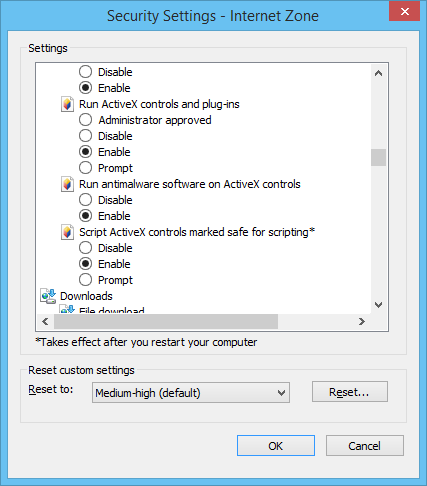 Security Settings - Internet Zone
Settings
Disable
Enable
Run ActiveX controls and plug-ins
Administrator approved
Disable
Enable
Prompt
Run antimalware software on ActiveX controls
Disable
Enable
Script ActiveX controls marked safe for scripting*
Disable
Enable
Prompt
Downloads
File download
*Takes effect after you restart your computer
Reset custom settings
Reset to:
Medium-high (default)
Reset...
OK
Cancel